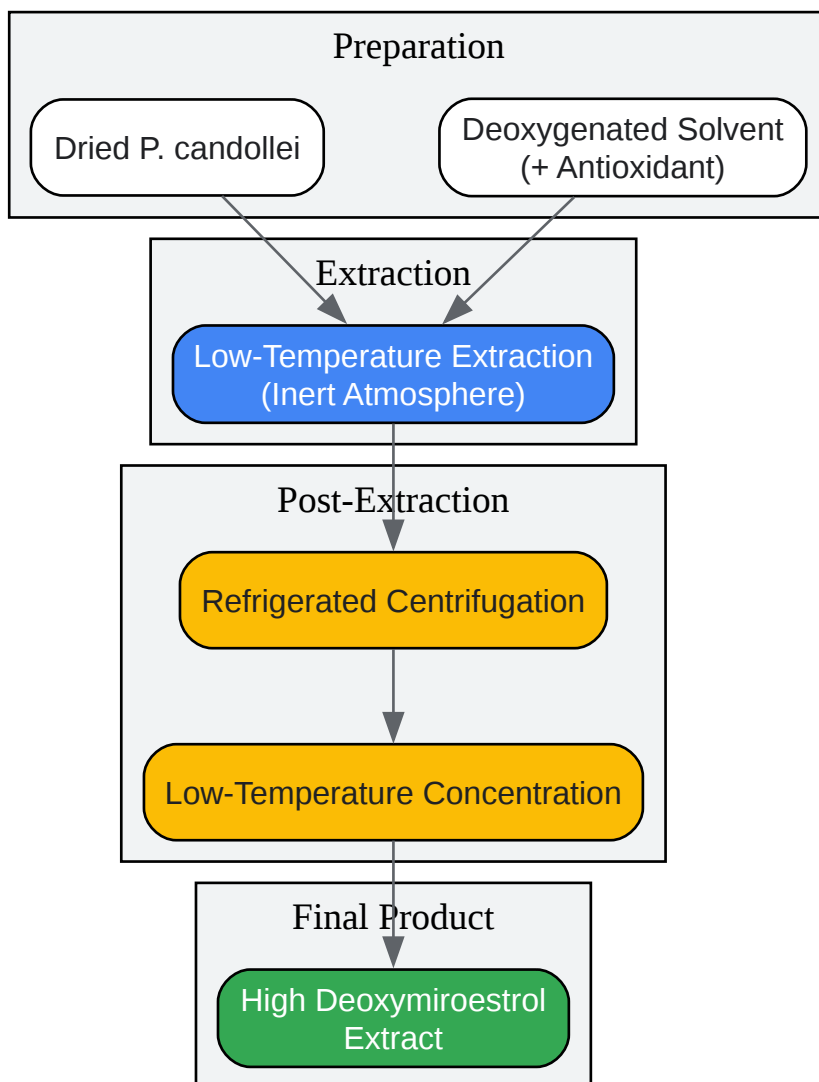 Preparation
Dried P. candollei
Deoxygenated Solvent
(+ Antioxidant)
Extraction
Low-Temperature Extraction
(Inert Atmosphere)
Post-Extraction
Refrigerated Centrifugation
Low-Temperature Concentration
Final Product
High Deoxymiroestrol
Extract